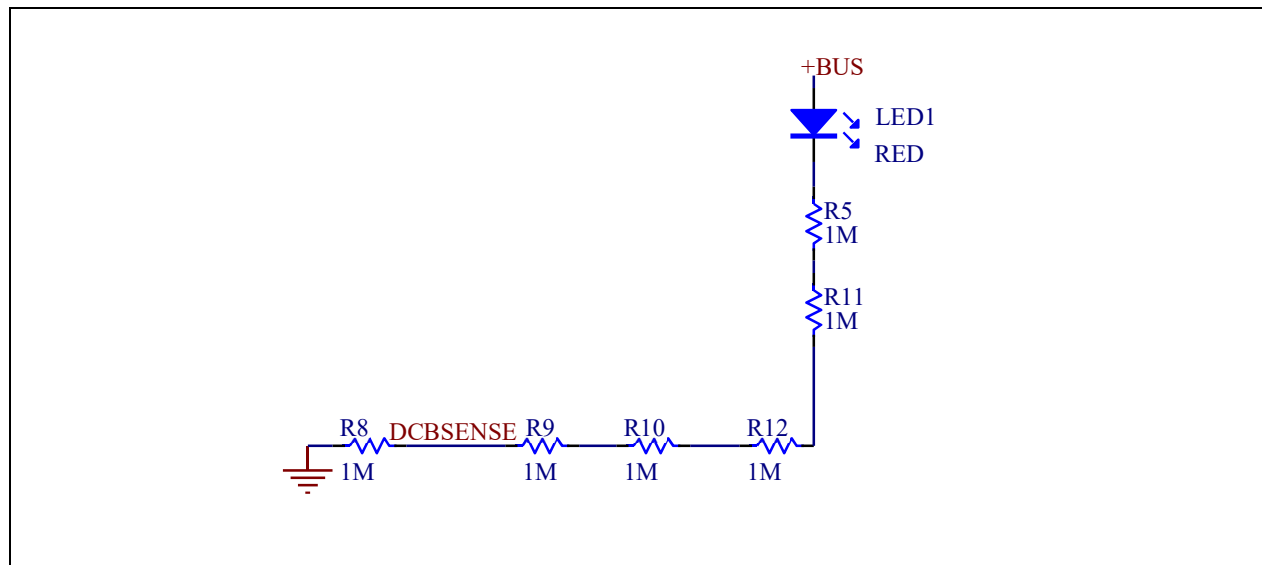 +BUS
LED1
RED
R5
1M
R11
1M
R8 DCBSENSE R9 R10 R12
1M 1M 1M 1M